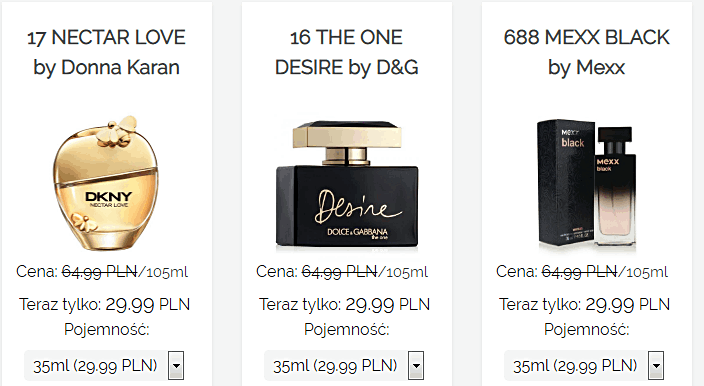 17 NECTAR LOVE
by Donna Karan
DKNY
NECTAR LOVE
Cena: 64.99 PLN/105ml
Teraz tylko: 29.99 PLN
Pojemność:
35ml (29.99 PLN)
16 THE ONE
DESIRE by D&G
Desire
DOLCE & GABBANA
the one
Cena: 64.99 PLN/105ml
Teraz tylko: 29.99 PLN
Pojemność:
35ml (29.99 PLN)
688 MEXX BLACK
by Mexx
mexx
black
mexx
black
Cena: 64.99 PLN/105ml
Teraz tylko: 29.99 PLN
Pojemność:
35ml (29.99 PLN)